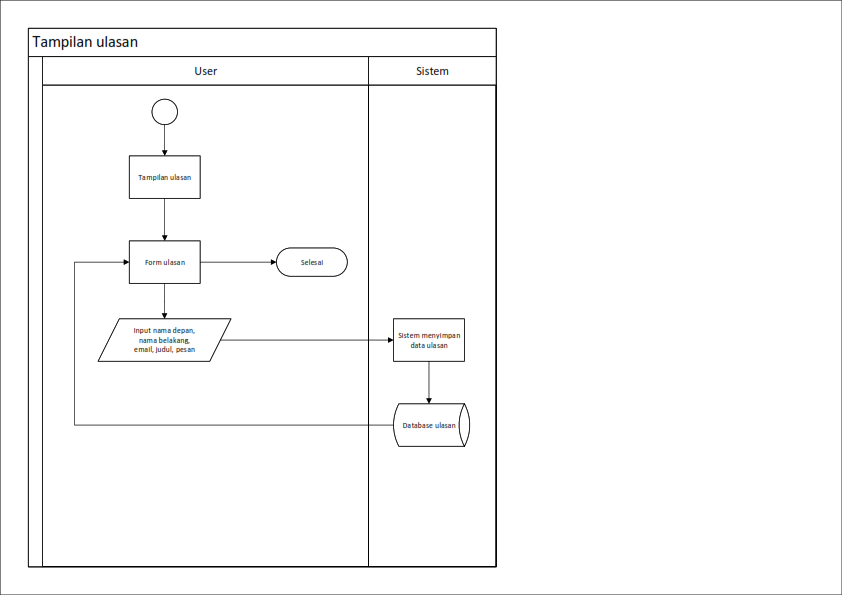 Tampilan ulasan
User
Sistem
Tampilan ulasan
Form ulasan
Selesai
Input nama depan,
nama belakang,
email, judul, pesan
Sistem menyimpan
data ulasan
Database ulasan